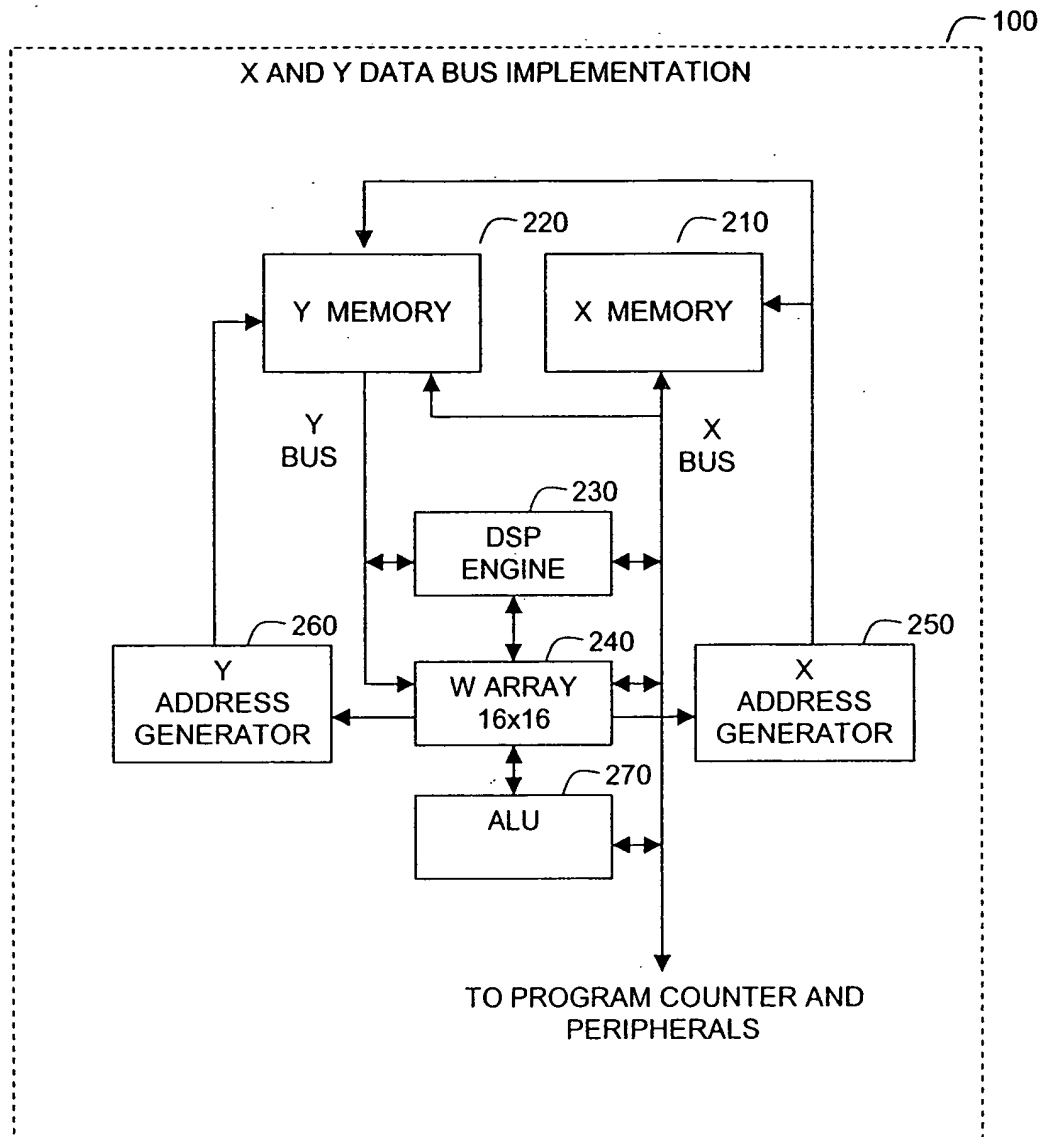 100
X AND Y DATA BUS IMPLEMENTATION
220
210
Y MEMORY
X MEMORY
Y
BUS
X
BUS
230
DSP
ENGINE
260
240
250
Y
ADDRESS
GENERATOR
W ARRAY
16x16
X
ADDRESS
GENERATOR
270
ALU
TO PROGRAM COUNTER AND
PERIPHERALS